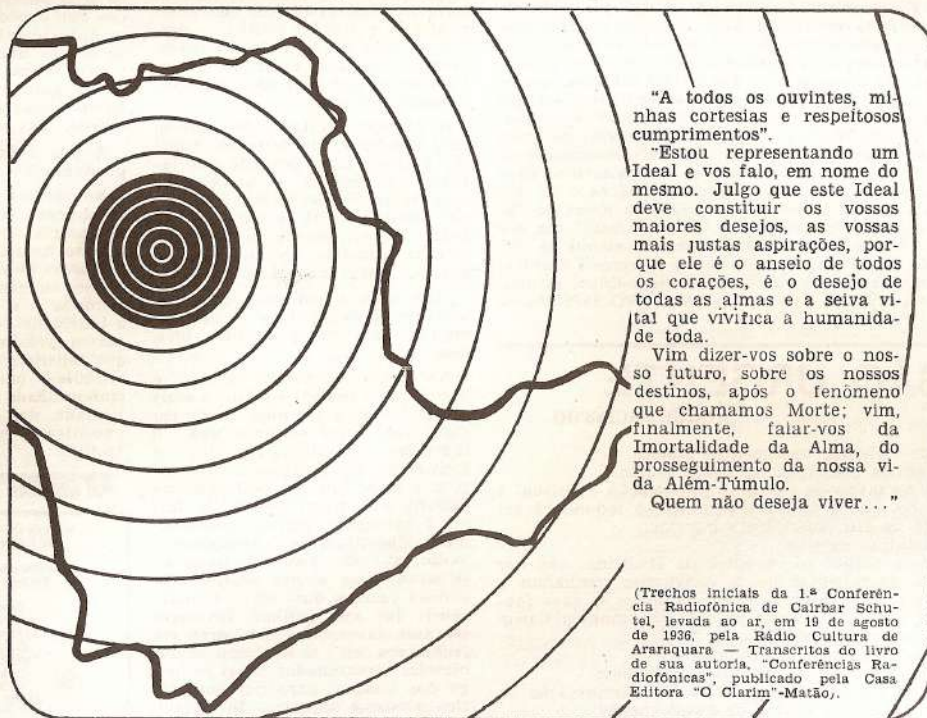 "A todos os ouvintes, mi-
nhas cortesias e respeitosos
cumprimentos".
"Estou representando um
Ideal e vos falo, em nome do
mesmo. Julgo que este Ideal
deve constituir os vossos
maiores desejos, as vossas
mais justas aspirações, por-
que ele é o anseio de todos
os corações, é o desejo de
todas as almas e a seiva vi-
tal que vivifica a humanida-
de toda.
Vim dizer-vos sobre o nos-
so futuro, sobre os nossos
destinos, após o fenômeno
que chamamos Morte; vim,
finalmente, falar-vos da
Imortalidade da Alma, do
prosseguimento da nossa vi-
da Além-Túmulo.
Quem não deseja viver..."
(Trechos iniciais da 1.ª Conferên-
cia Radiofônica de Cairbar Schu-
tel, levada ao ar, em 19 de agosto
de 1936, pela Rádio Cultura de
Araraquara — Transcritos do livro
de sua autoria, "Conferências Ra-
diofônicas", publicado pela Casa
Editora "O Clarim"-Matão).